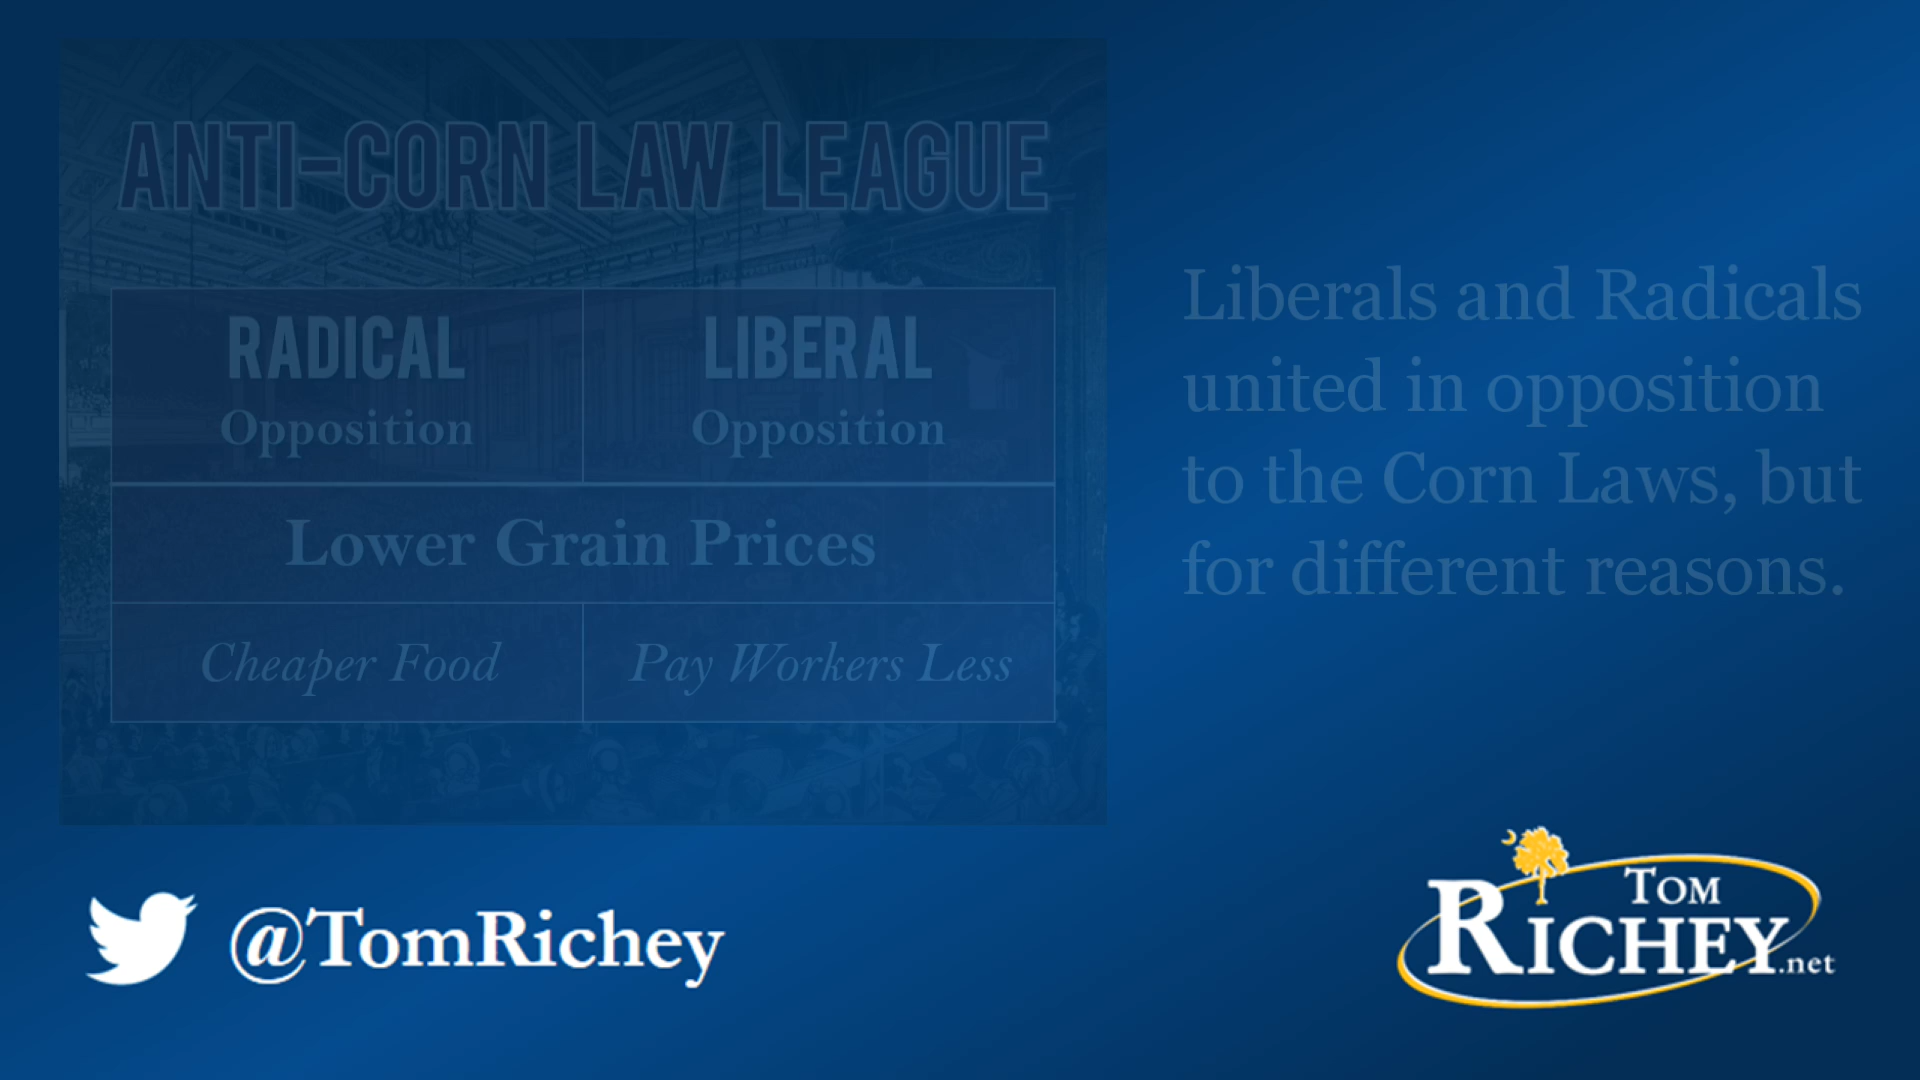 ANTI-CORN LAW LEAGUE
RADICAL
Opposition
LIBERAL
Opposition
Lower Grain Prices
Cheaper Food
Pay Workers Less
Liberals and Radicals
united in opposition
to the Corn Laws, but
for different reasons.
@TomRichey
TOM
RICHEY.net